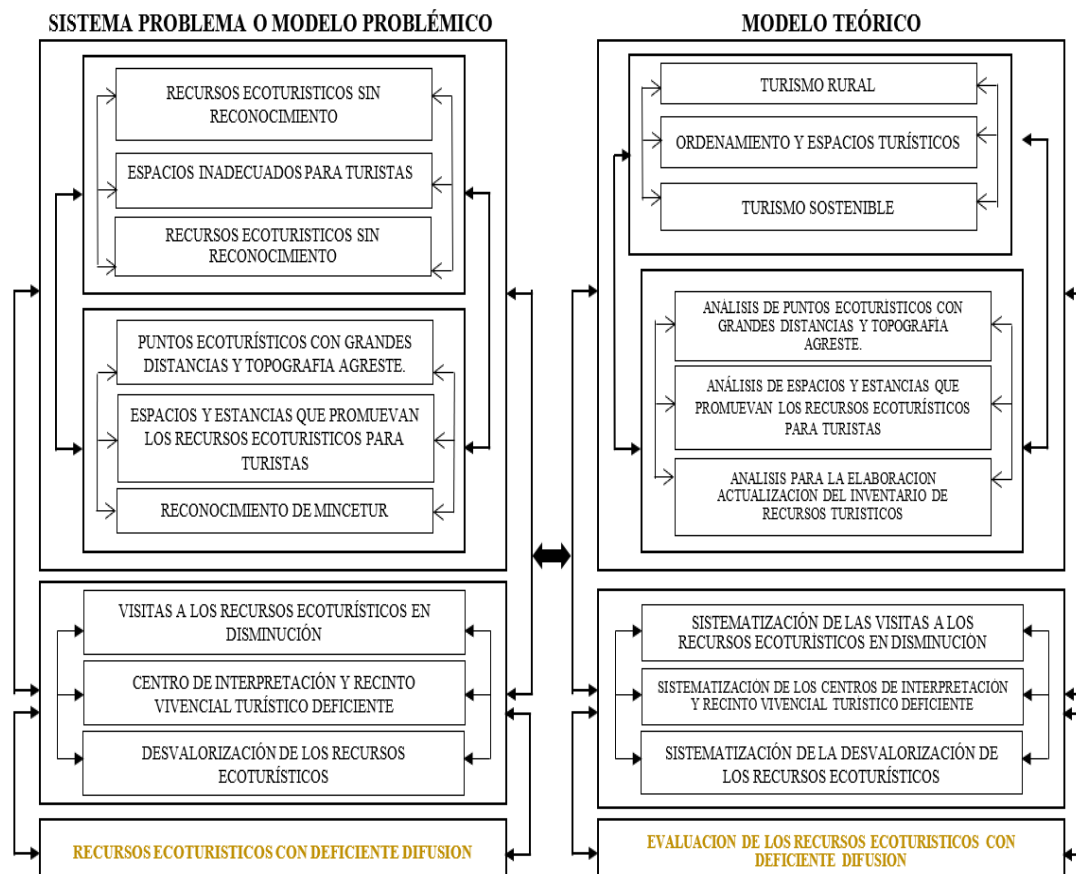 SISTEMA PROBLEMA O MODELO PROBLÉMICO
RECURSOS ECOTURISTICOS SIN
RECONOCIMIENTO
ESPACIOS INADECUADOS PARA TURISTAS
RECURSOS ECOTURISTICOS SIN
RECONOCIMIENTO
PUNTOS ECOTURÍSTICOS CON GRANDES
DISTANCIAS Y TOPOGRAFIA AGRESTE.
ESPACIOS Y ESTANCIAS QUE PROMUEVAN
LOS RECURSOS ECOTURISTICOS PARA
TURISTAS
RECONOCIMIENTO DE MINCETUR
VISITAS A LOS RECURSOS ECOTURÍSTICOS EN
DISMINUCIÓN
CENTRO DE INTERPRETACIÓN Y RECINTO
VIVENCIAL TURÍSTICO DEFICIENTE
DESVALORIZACIÓN DE LOS RECURSOS
ECOTURÍSTICOS
RECURSOS ECOTURISTICOS CON DEFICIENTE DIFUSION
MODELO TEÓRICO
TURISMO RURAL
ORDENAMIENTO Y ESPACIOS TURÍSTICOS
TURISMO SOSTENIBLE
ANÁLISIS DE PUNTOS ECOTURÍSTICOS CON
GRANDES DISTANCIAS Y TOPOGRAFIA
AGRESTE.
ANÁLISIS DE ESPACIOS Y ESTANCIAS QUE
PROMUEVAN LOS RECURSOS ECOTURÍSTICOS
PARA TURISTAS
ANALISIS PARA LA ELABORACION
ACTUALIZACION DEL INVENTARIO DE
RECURSOS TURISTICOS
SISTEMATIZACIÓN DE LAS VISITAS A LOS
RECURSOS ECOTURÍSTICOS EN DISMINUCIÓN
SISTEMATIZACIÓN DE LOS CENTROS DE INTERPRETACIÓN
Y RECINTO VIVENCIAL TURÍSTICO DEFICIENTE
SISTEMATIZACIÓN DE LA DESVALORIZACIÓN DE
LOS RECURSOS ECOTURÍSTICOS
EVALUACION DE LOS RECURSOS ECOTURISTICOS CON
DEFICIENTE DIFUSION